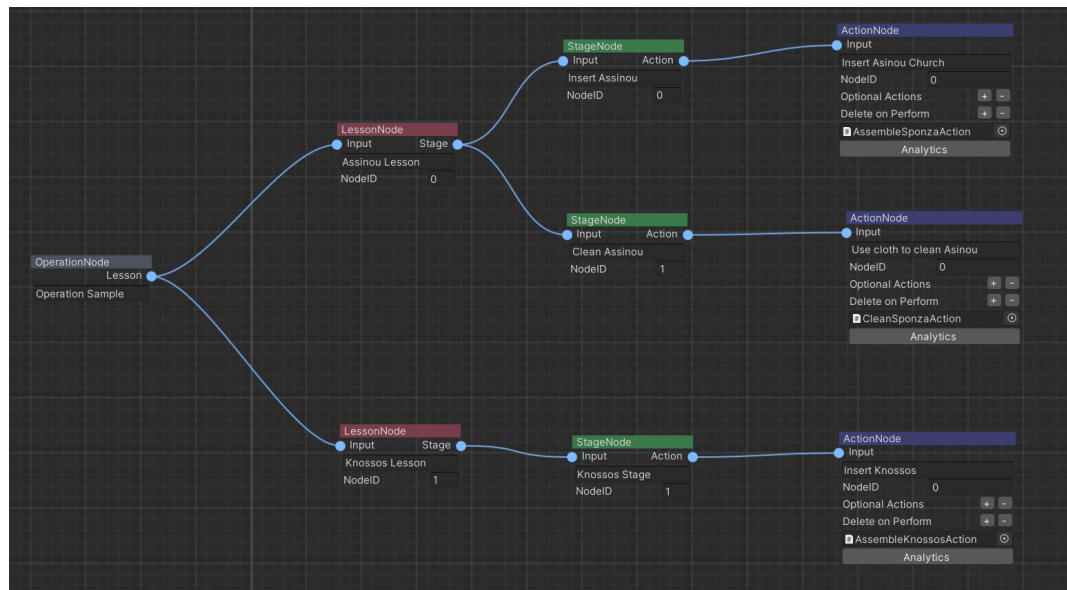 OperationNode
Lesson
Operation Sample
LessonNode
Input Stage
Assinou Lesson
NodeID 0
StageNode
Input Action
Insert Assinou
NodeID 0
ActionNode
Input
Insert Asinou Church
NodeID 0
Optional Actions + -
Delete on Perform + -
AssembleSponzaAction
Analytics
StageNode
Input Action
Clean Assinou
NodeID 1
ActionNode
Input
Use cloth to clean Asinou
NodeID 0
Optional Actions + -
Delete on Perform + -
CleanSponzaAction
Analytics
LessonNode
Input Stage
Knossos Lesson
NodeID 1
StageNode
Input Action
Knossos Stage
NodeID 1
ActionNode
Input
Insert Knossos
NodeID 0
Optional Actions + -
Delete on Perform + -
AssembleKnossosAction
Analytics